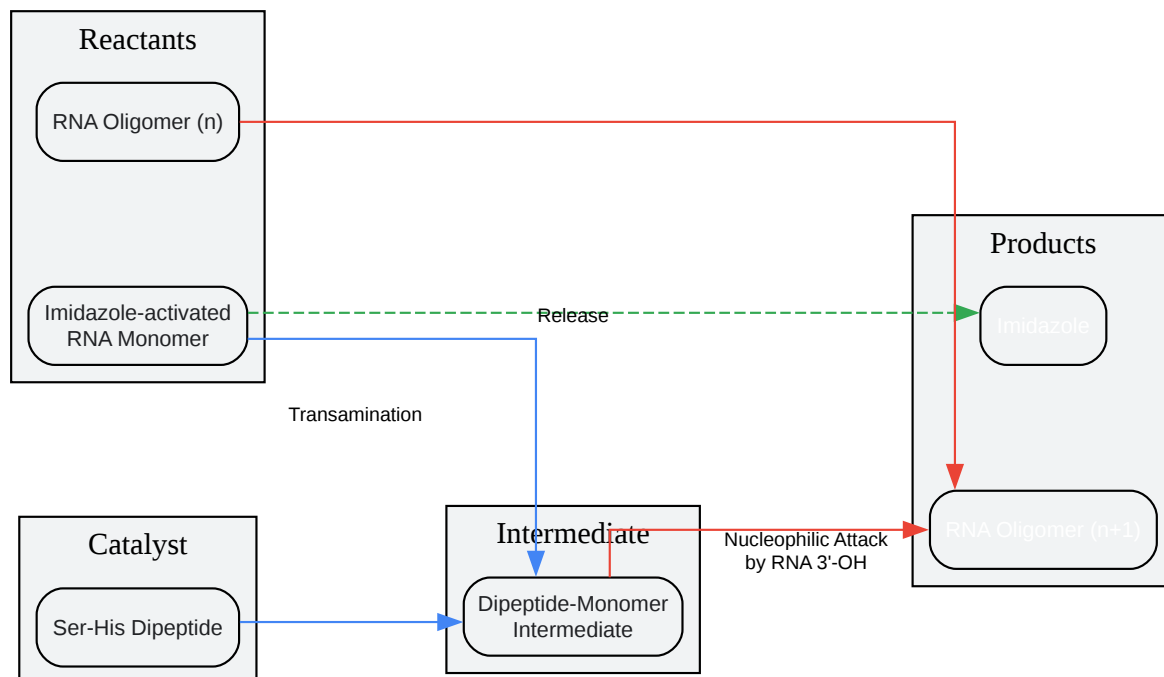 Reactants
RNA Oligomer (n)
Products
Imidazole-activated
RNA Monomer
Release
Imidazole
Transamination
Catalyst
Intermediate
Nucleophilic Attack
by RNA 3'-OH
RNA Oligomer (n+1)
Ser-His Dipeptide
Dipeptide-Monomer
Intermediate